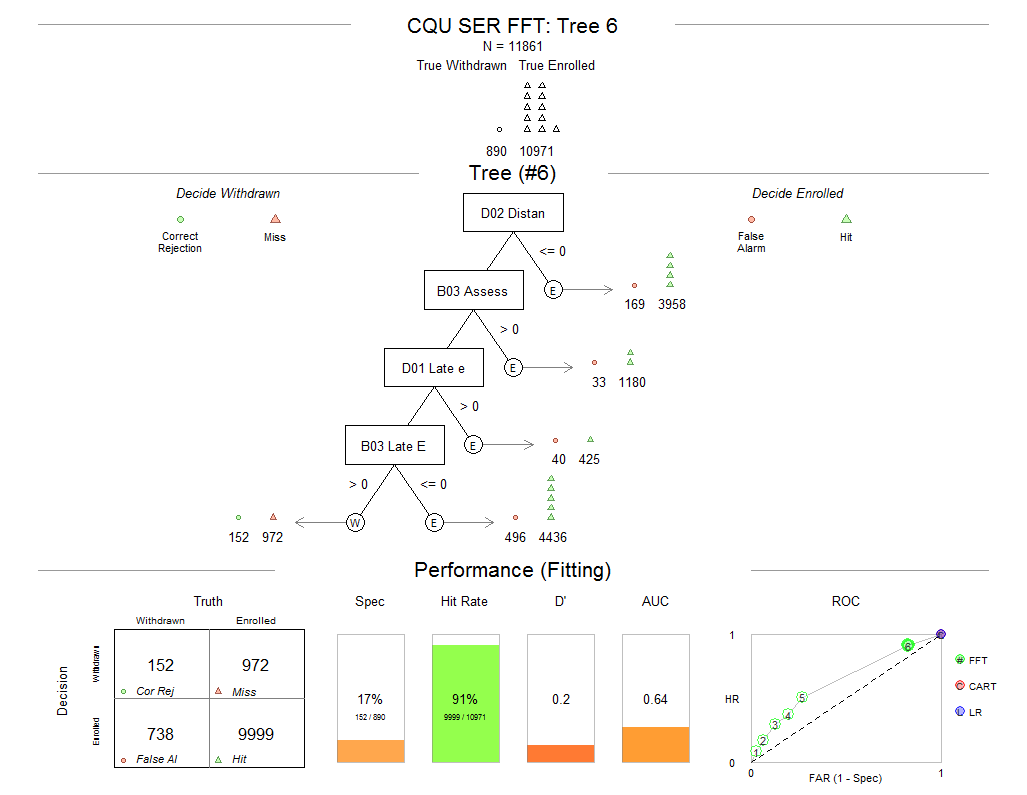 CQU SER FFT: Tree 6
N = 11861
True Withdrawn True Enrolled
890 10971
Tree (#6)
Decide Withdrawn
Decide Enrolled
Correct
Rejection
Miss
False
Alarm
Hit
D02 Distan
<= 0
E
169 3958
B03 Assess
> 0
E
33 1180
D01 Late e
> 0
E
40 425
B03 Late E
> 0
<= 0
W
E
152 972
496 4436
Performance (Fitting)
Truth
Withdrawn Enrolled
Decision
Withdrawn
Enrolled
152
Cor Rej
972
Miss
738
False Al
9999
Hit
Spec
17%
152 / 890
Hit Rate
91%
9999 / 10971
D'
0.2
AUC
0.64
ROC
1
HR
0
0
1
FAR (1 - Spec)
1
2
3
4
5
6
# FFT
C CART
L LR